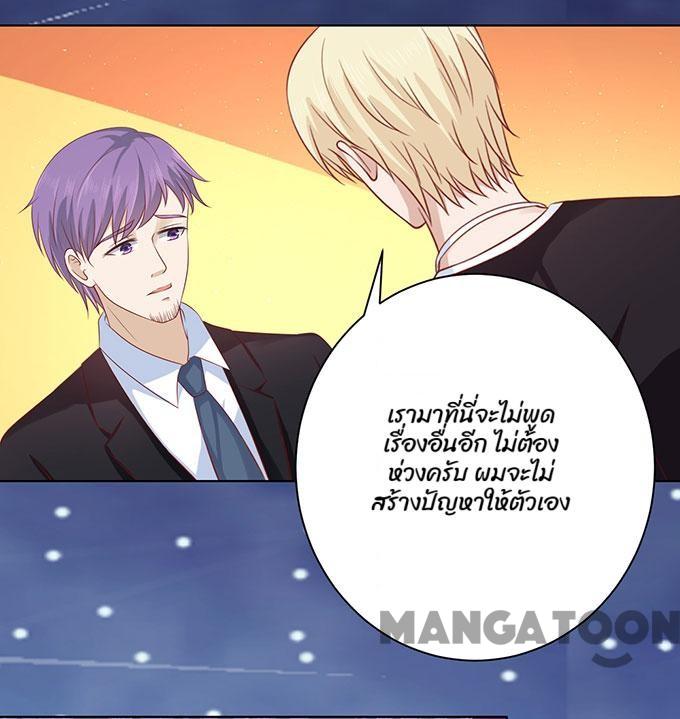 เรามาที่นี่จะไม่พูด
เรื่องอื่นอีก ไม่ต้อง
ห่วงครับ ผมจะไม่
สร้างปัญหาให้ตัวเอง
MANGATOON